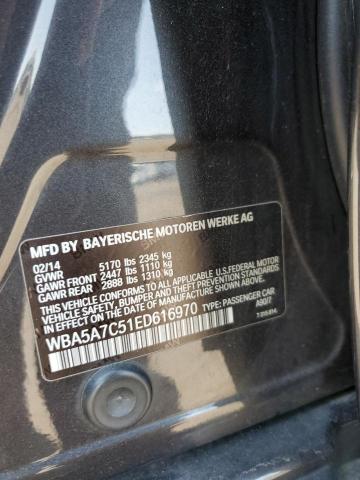 MFD BY BAYERISCHE MOTOREN WERKE AG
02/14
GVWR 5170 lbs 2345 kg
GAWR FRONT 2447 lbs 1110 kg
GAWR REAR 2888 lbs 1310 kg
THIS VEHICLE CONFORMS TO ALL APPLICABLE U.S. FEDERAL MOTOR
VEHICLE SAFETY, BUMPER, AND THEFT PREVENTION STANDARDS
IN EFFECT ON THE DATE OF MANUFACTURE SHOWN ABOVE.
WBA5A7C51ED616970 TYPE: PASSENGER CAR
A90/7